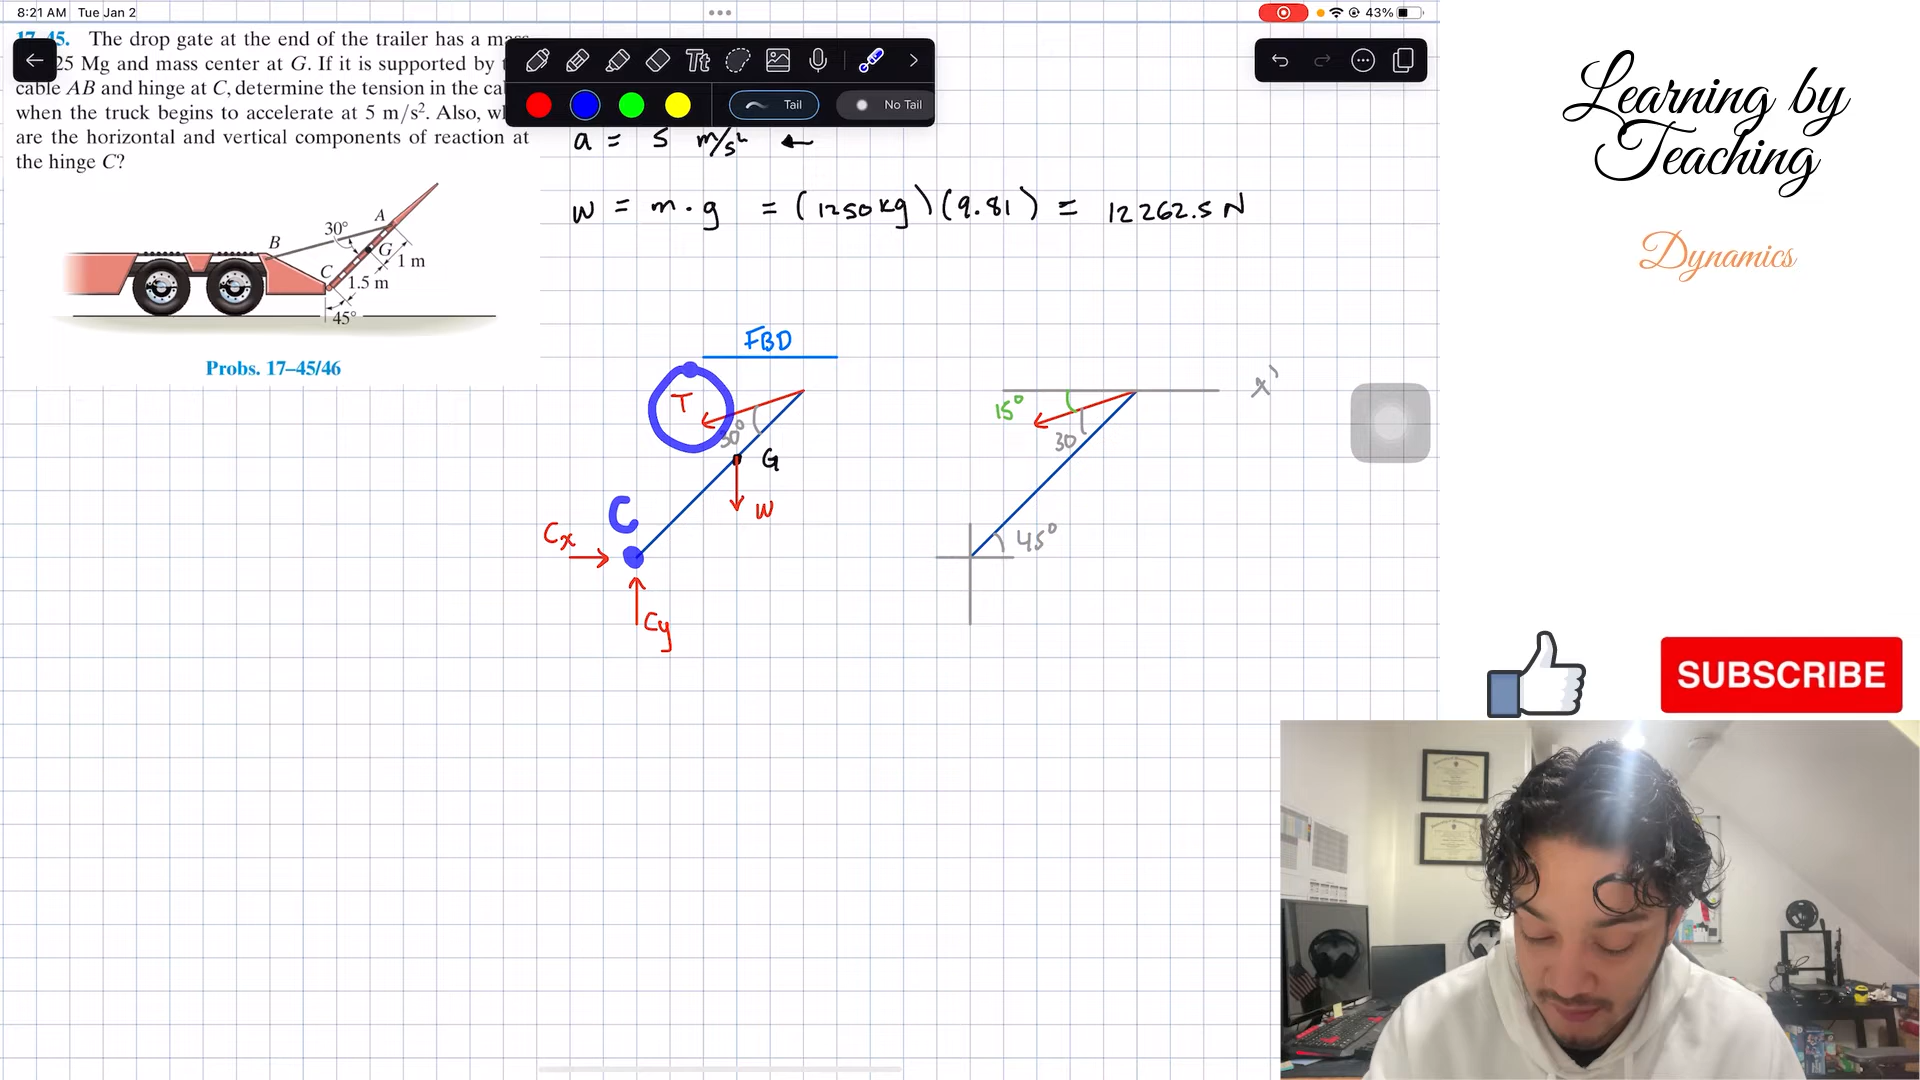 8:21 AM Tue Jan 2
43%
17–45. The drop gate at the end of the trailer has a mass
25 Mg and mass center at G. If it is supported by
cable AB and hinge at C, determine the tension in the
when the truck begins to accelerate at 5 m/s². Also,
are the horizontal and vertical components of reaction at
the hinge C?
Tt
Tail
No Tail
a = 5 m/s² ←
W = m · g = (1250 kg)(9.81) = 12262.5 N
A
30°
B
G
1 m
C
1.5 m
45°
Probs. 17–45/46
FBD
T
30°
G
W
C
Cx
Cy
x'
15°
30
45°
Learning by
Teaching
Dynamics
SUBSCRIBE